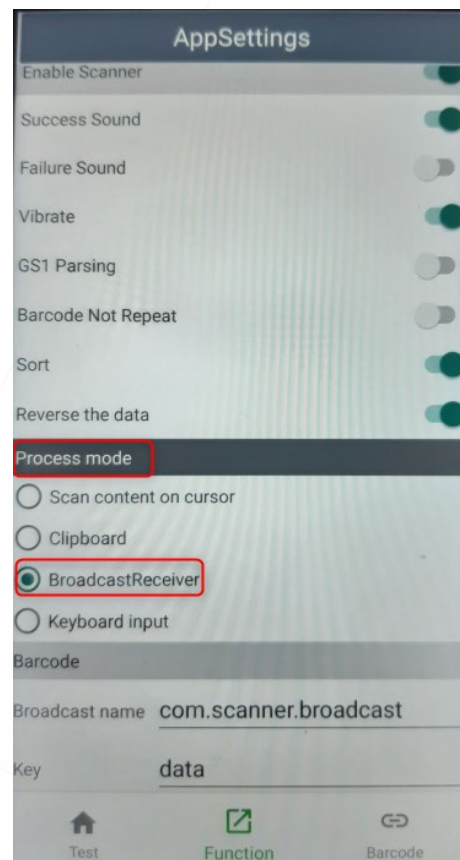 AppSettings
Enable Scanner
Success Sound
Failure Sound
Vibrate
GS1 Parsing
Barcode Not Repeat
Sort
Reverse the data
Process mode
Scan content on cursor
Clipboard
BroadcastReceiver
Keyboard input
Barcode
Broadcast name com.scanner.broadcast
Key data
Test Function Barcode